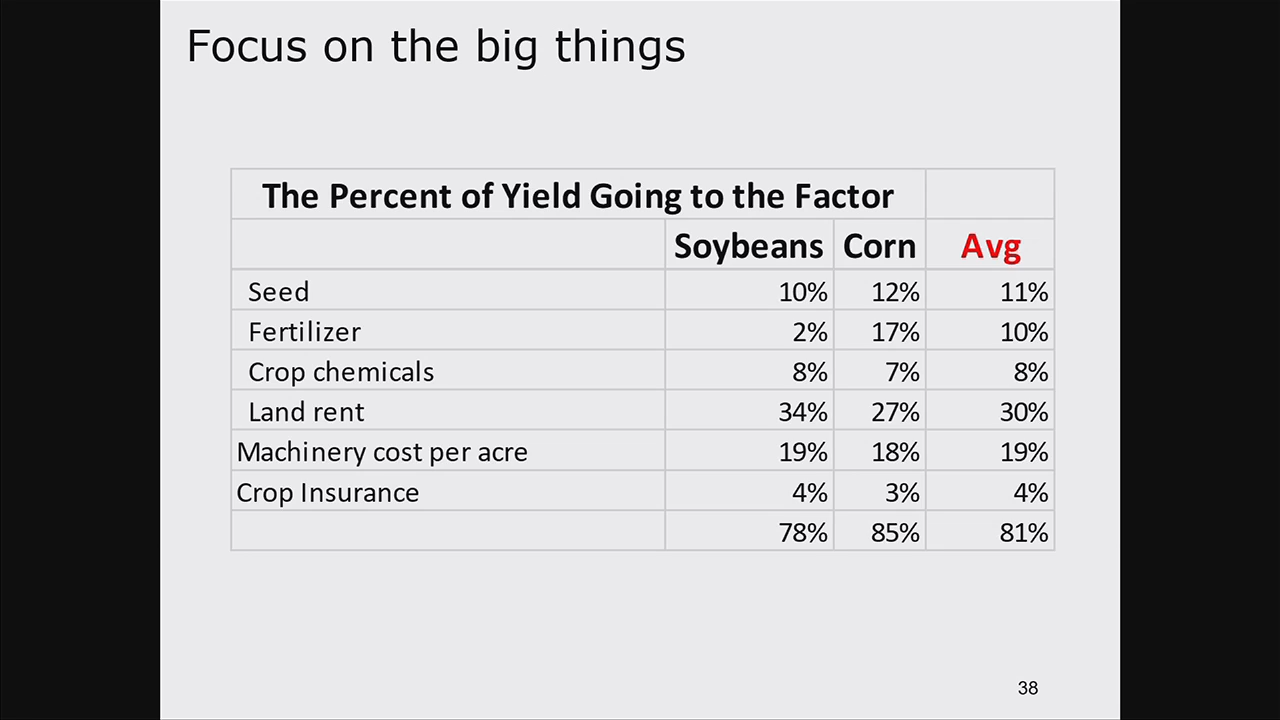 Focus on the big things
The Percent of Yield Going to the Factor
Soybeans Corn Avg
Seed 10% 12% 11%
Fertilizer 2% 17% 10%
Crop chemicals 8% 7% 8%
Land rent 34% 27% 30%
Machinery cost per acre 19% 18% 19%
Crop Insurance 4% 3% 4%
78% 85% 81%
38